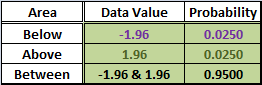 Area Data Value Probability
Below -1.96 0.0250
Above 1.96 0.0250
Between -1.96 & 1.96 0.9500